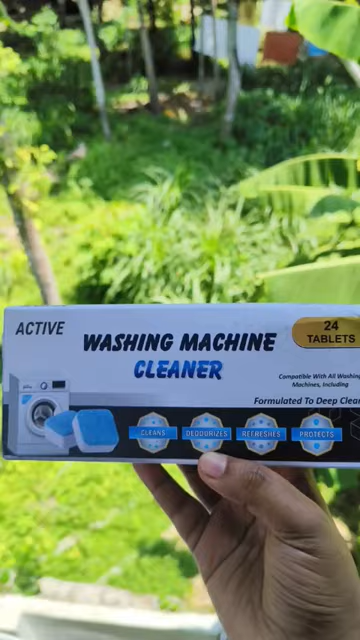 ACTIVE
WASHING MACHINE
CLEANER
24
TABLETS
Compatible With All Washing
Machines, Including
Formulated To Deep Clean
CLEANS
DEODURIZES
REFRESHES
PROTECTS